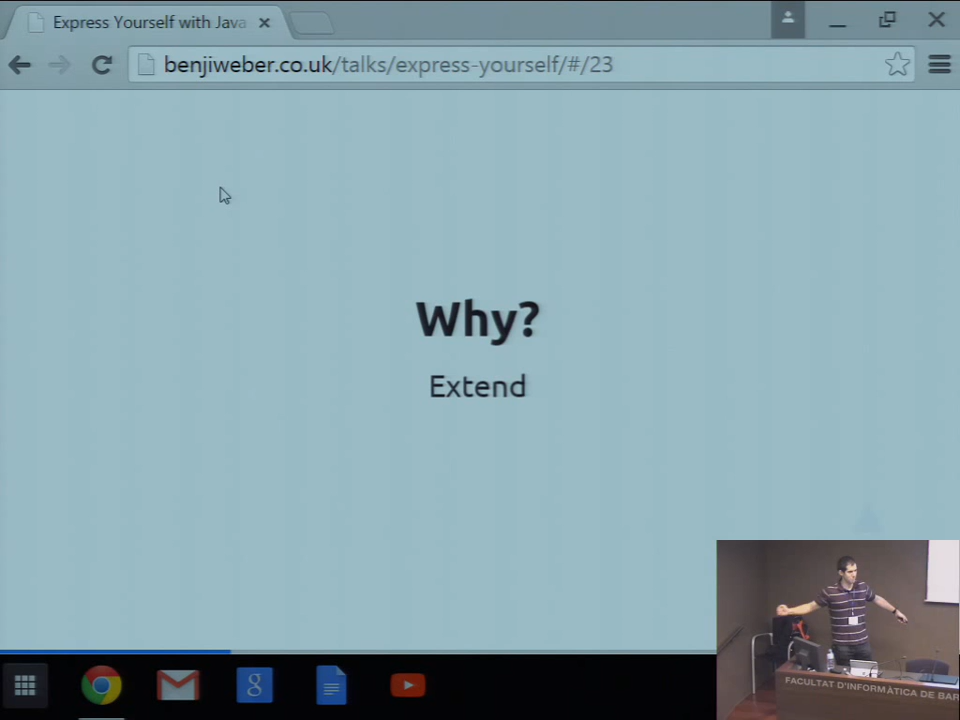 Express Yourself with Java
benjiweber.co.uk/talks/express-yourself/#/23
Why?
Extend
g
FACULTAT D'INFORMÀTICA DE BAR